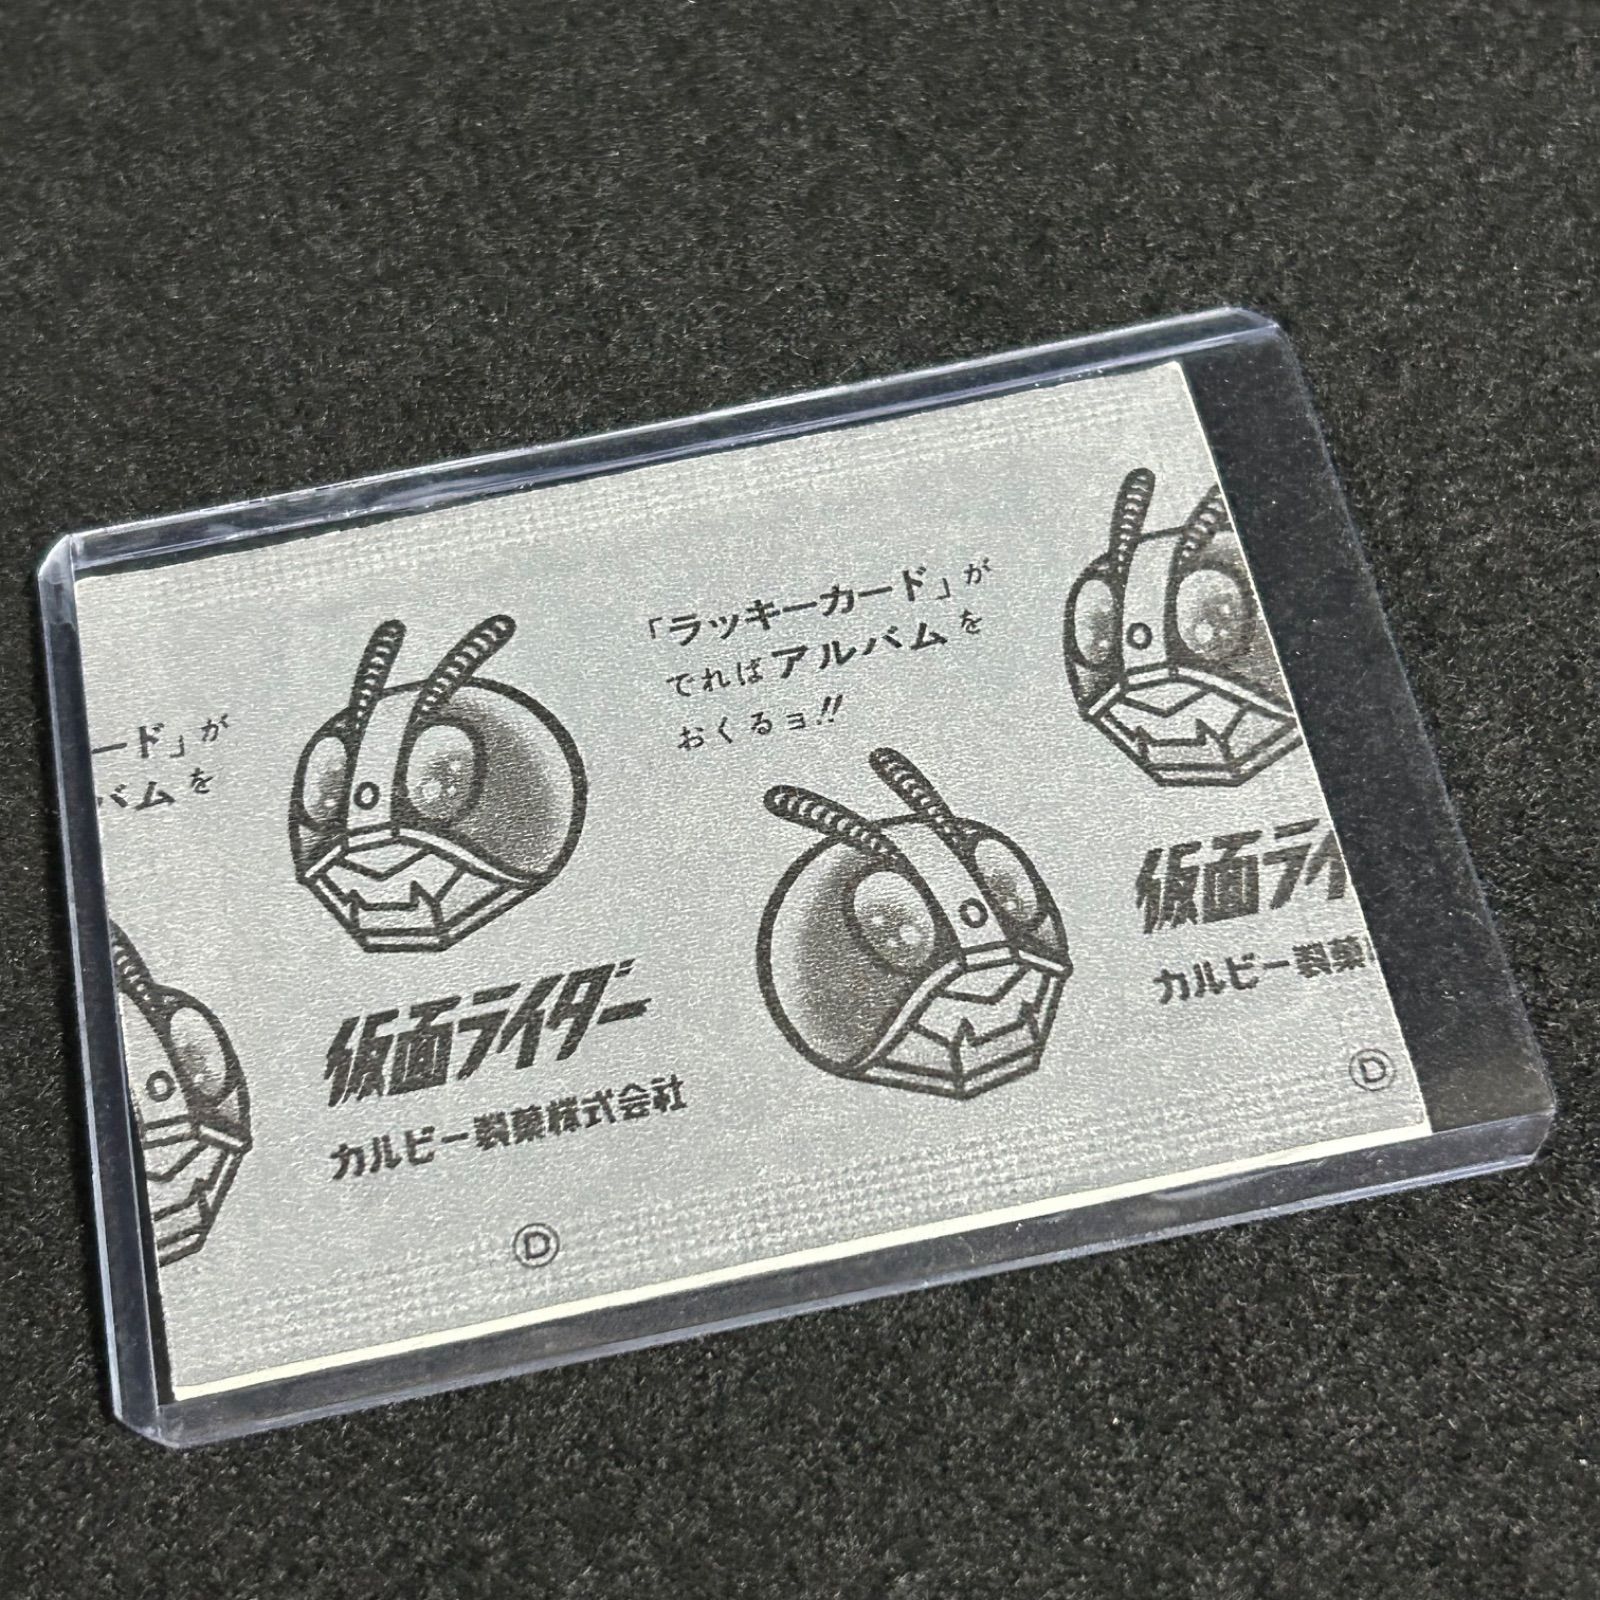 「ラッキーカード」が
でればアルバムを
おくるョ!!
ード」が
バムを
仮面ライダー
カルビー製菓株式会社
Ⓓ
仮面ライ
カルビー製菓
Ⓓ